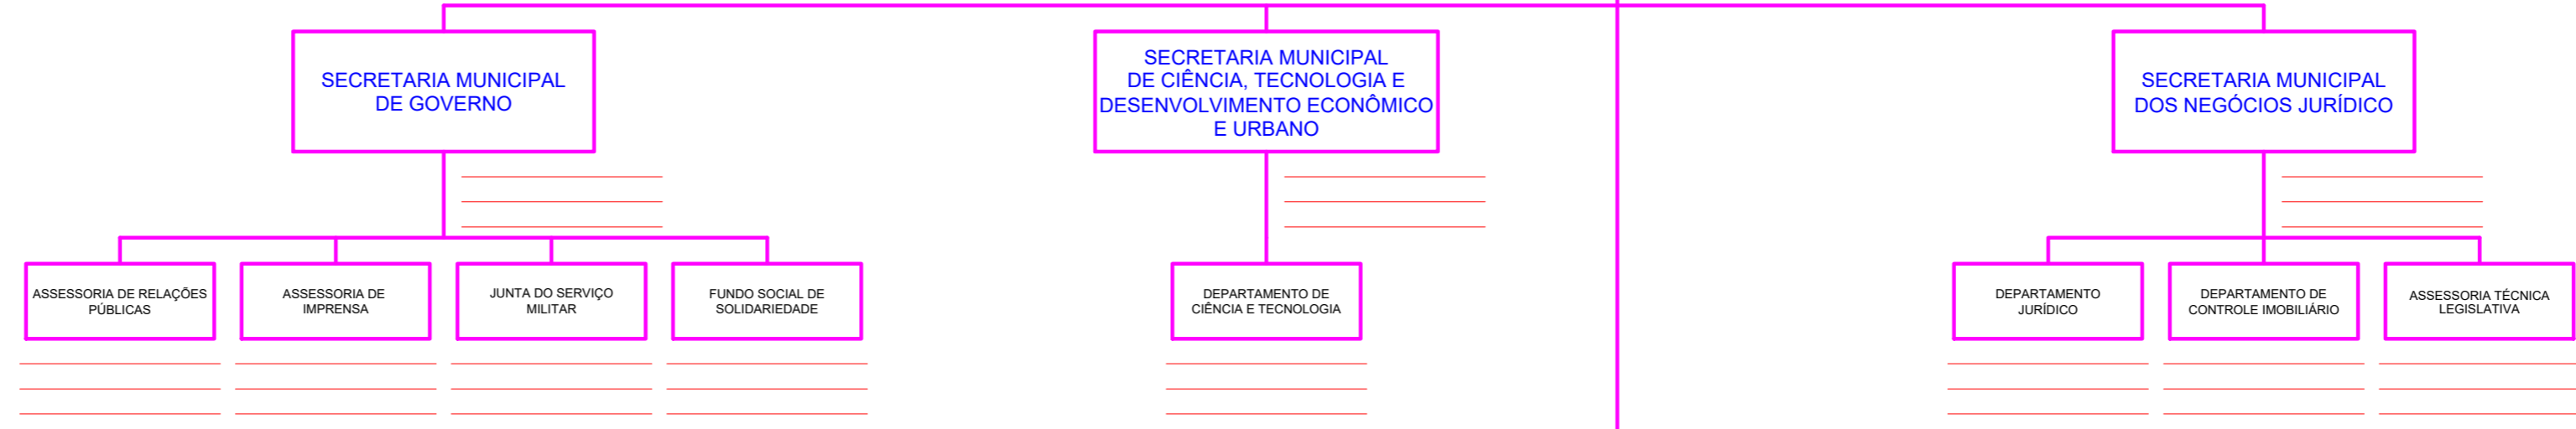 SECRETARIA MUNICIPAL
DE GOVERNO
SECRETARIA MUNICIPAL
DE CIÊNCIA, TECNOLOGIA E
DESENVOLVIMENTO ECONÔMICO
E URBANO
SECRETARIA MUNICIPAL
DOS NEGÓCIOS JURÍDICO
ASSESSORIA DE RELAÇÕES
PÚBLICAS
ASSESSORIA DE
IMPRENSA
JUNTA DO SERVIÇO
MILITAR
FUNDO SOCIAL DE
SOLIDARIEDADE
DEPARTAMENTO DE
CIÊNCIA E TECNOLOGIA
DEPARTAMENTO
JURÍDICO
DEPARTAMENTO DE
CONTROLE IMOBILIÁRIO
ASSESSORIA TÉCNICA
LEGISLATIVA